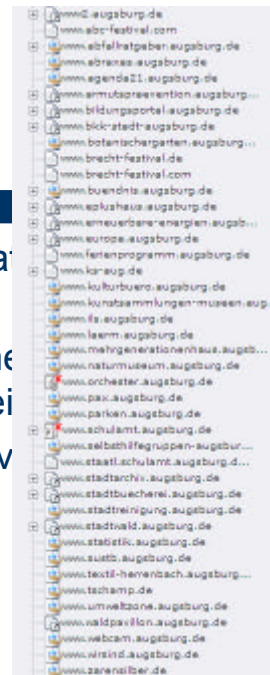 www2.augsburg.de
www.abc-festival.com
www.abfallratgeber.augsburg.de
www.abraxas.augsburg.de
www.agenda21.augsburg.de
www.armutspraevention.augsburg.de
www.bildungsportal.augsburg.de
www.bkk-stadt-augsburg.de
www.botanischergarten.augsburg...
www.brecht-festival.de
www.brecht-festival.com
www.buendnis.augsburg.de
www.eplushaus.augsburg.de
www.erneuerbare-energien.augsb...
www.europa.augsburg.de
www.ferienprogramm.augsburg.de
www.ka-aug.de
www.kulturbuero.augsburg.de
www.kunstsammlungen-museen.aug
www.lfs.augsburg.de
www.laerm.augsburg.de
www.mehrgenerationenhaus.augsb...
www.naturmuseum.augsburg.de
www.orchester.augsburg.de
www.pax.augsburg.de
www.parken.augsburg.de
www.schulamt.augsburg.de
www.selbsthilfegruppen-augsbur...
www.staatl.schulamt.augsburg.d...
www.stadtarchiv.augsburg.de
www.stadtbuecherei.augsburg.de
www.stadtreinigung.augsburg.de
www.stadtwald.augsburg.de
www.statistik.augsburg.de
www.sustb.augsburg.de
www.textil-herrenbach.augsburg...
www.tschamp.de
www.umweltzone.augsburg.de
www.waldpavillon.augsburg.de
www.webcam.augsburg.de
www.wirsind.augsburg.de
www.zarensilber.de